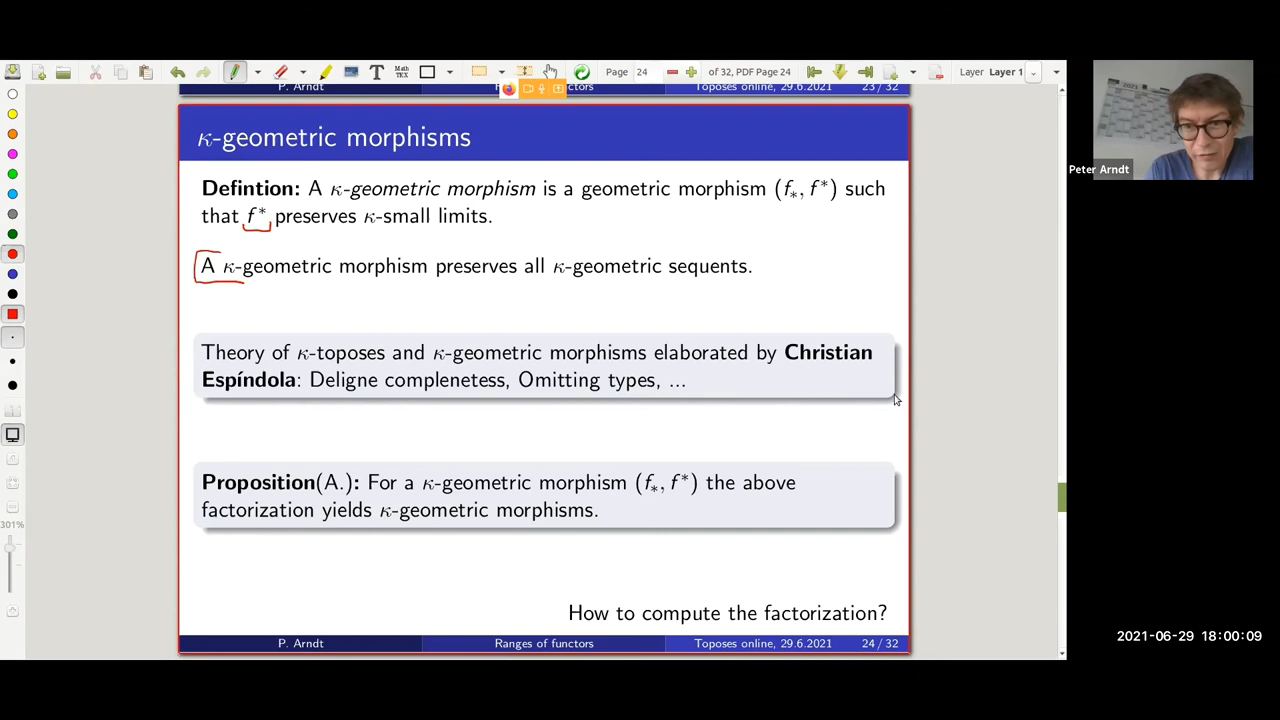 Page 24 of 32, PDF Page 24 Layer Layer 1
P. Arndt Toposes online, 29.6.2021 23 / 32
κ-geometric morphisms
Defintion: A κ-geometric morphism is a geometric morphism (f∗, f*) such
that f* preserves κ-small limits.
A κ-geometric morphism preserves all κ-geometric sequents.
Theory of κ-toposes and κ-geometric morphisms elaborated by Christian
Espíndola: Deligne complenetess, Omitting types, ...
Proposition(A.): For a κ-geometric morphism (f∗, f*) the above
factorization yields κ-geometric morphisms.
How to compute the factorization?
P. Arndt Ranges of functors Toposes online, 29.6.2021 24 / 32
Peter Arndt
301%
2021-06-29 18:00:09